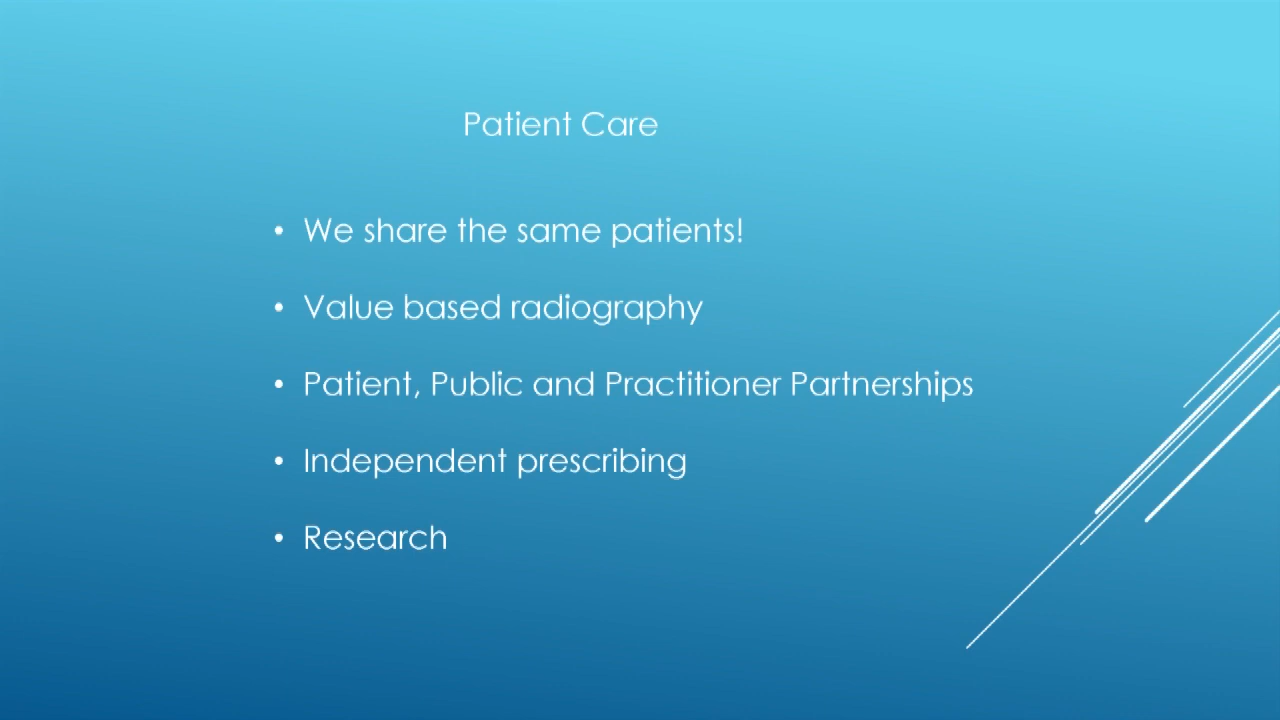 Patient Care
• We share the same patients!
• Value based radiography
• Patient, Public and Practitioner Partnerships
• Independent prescribing
• Research